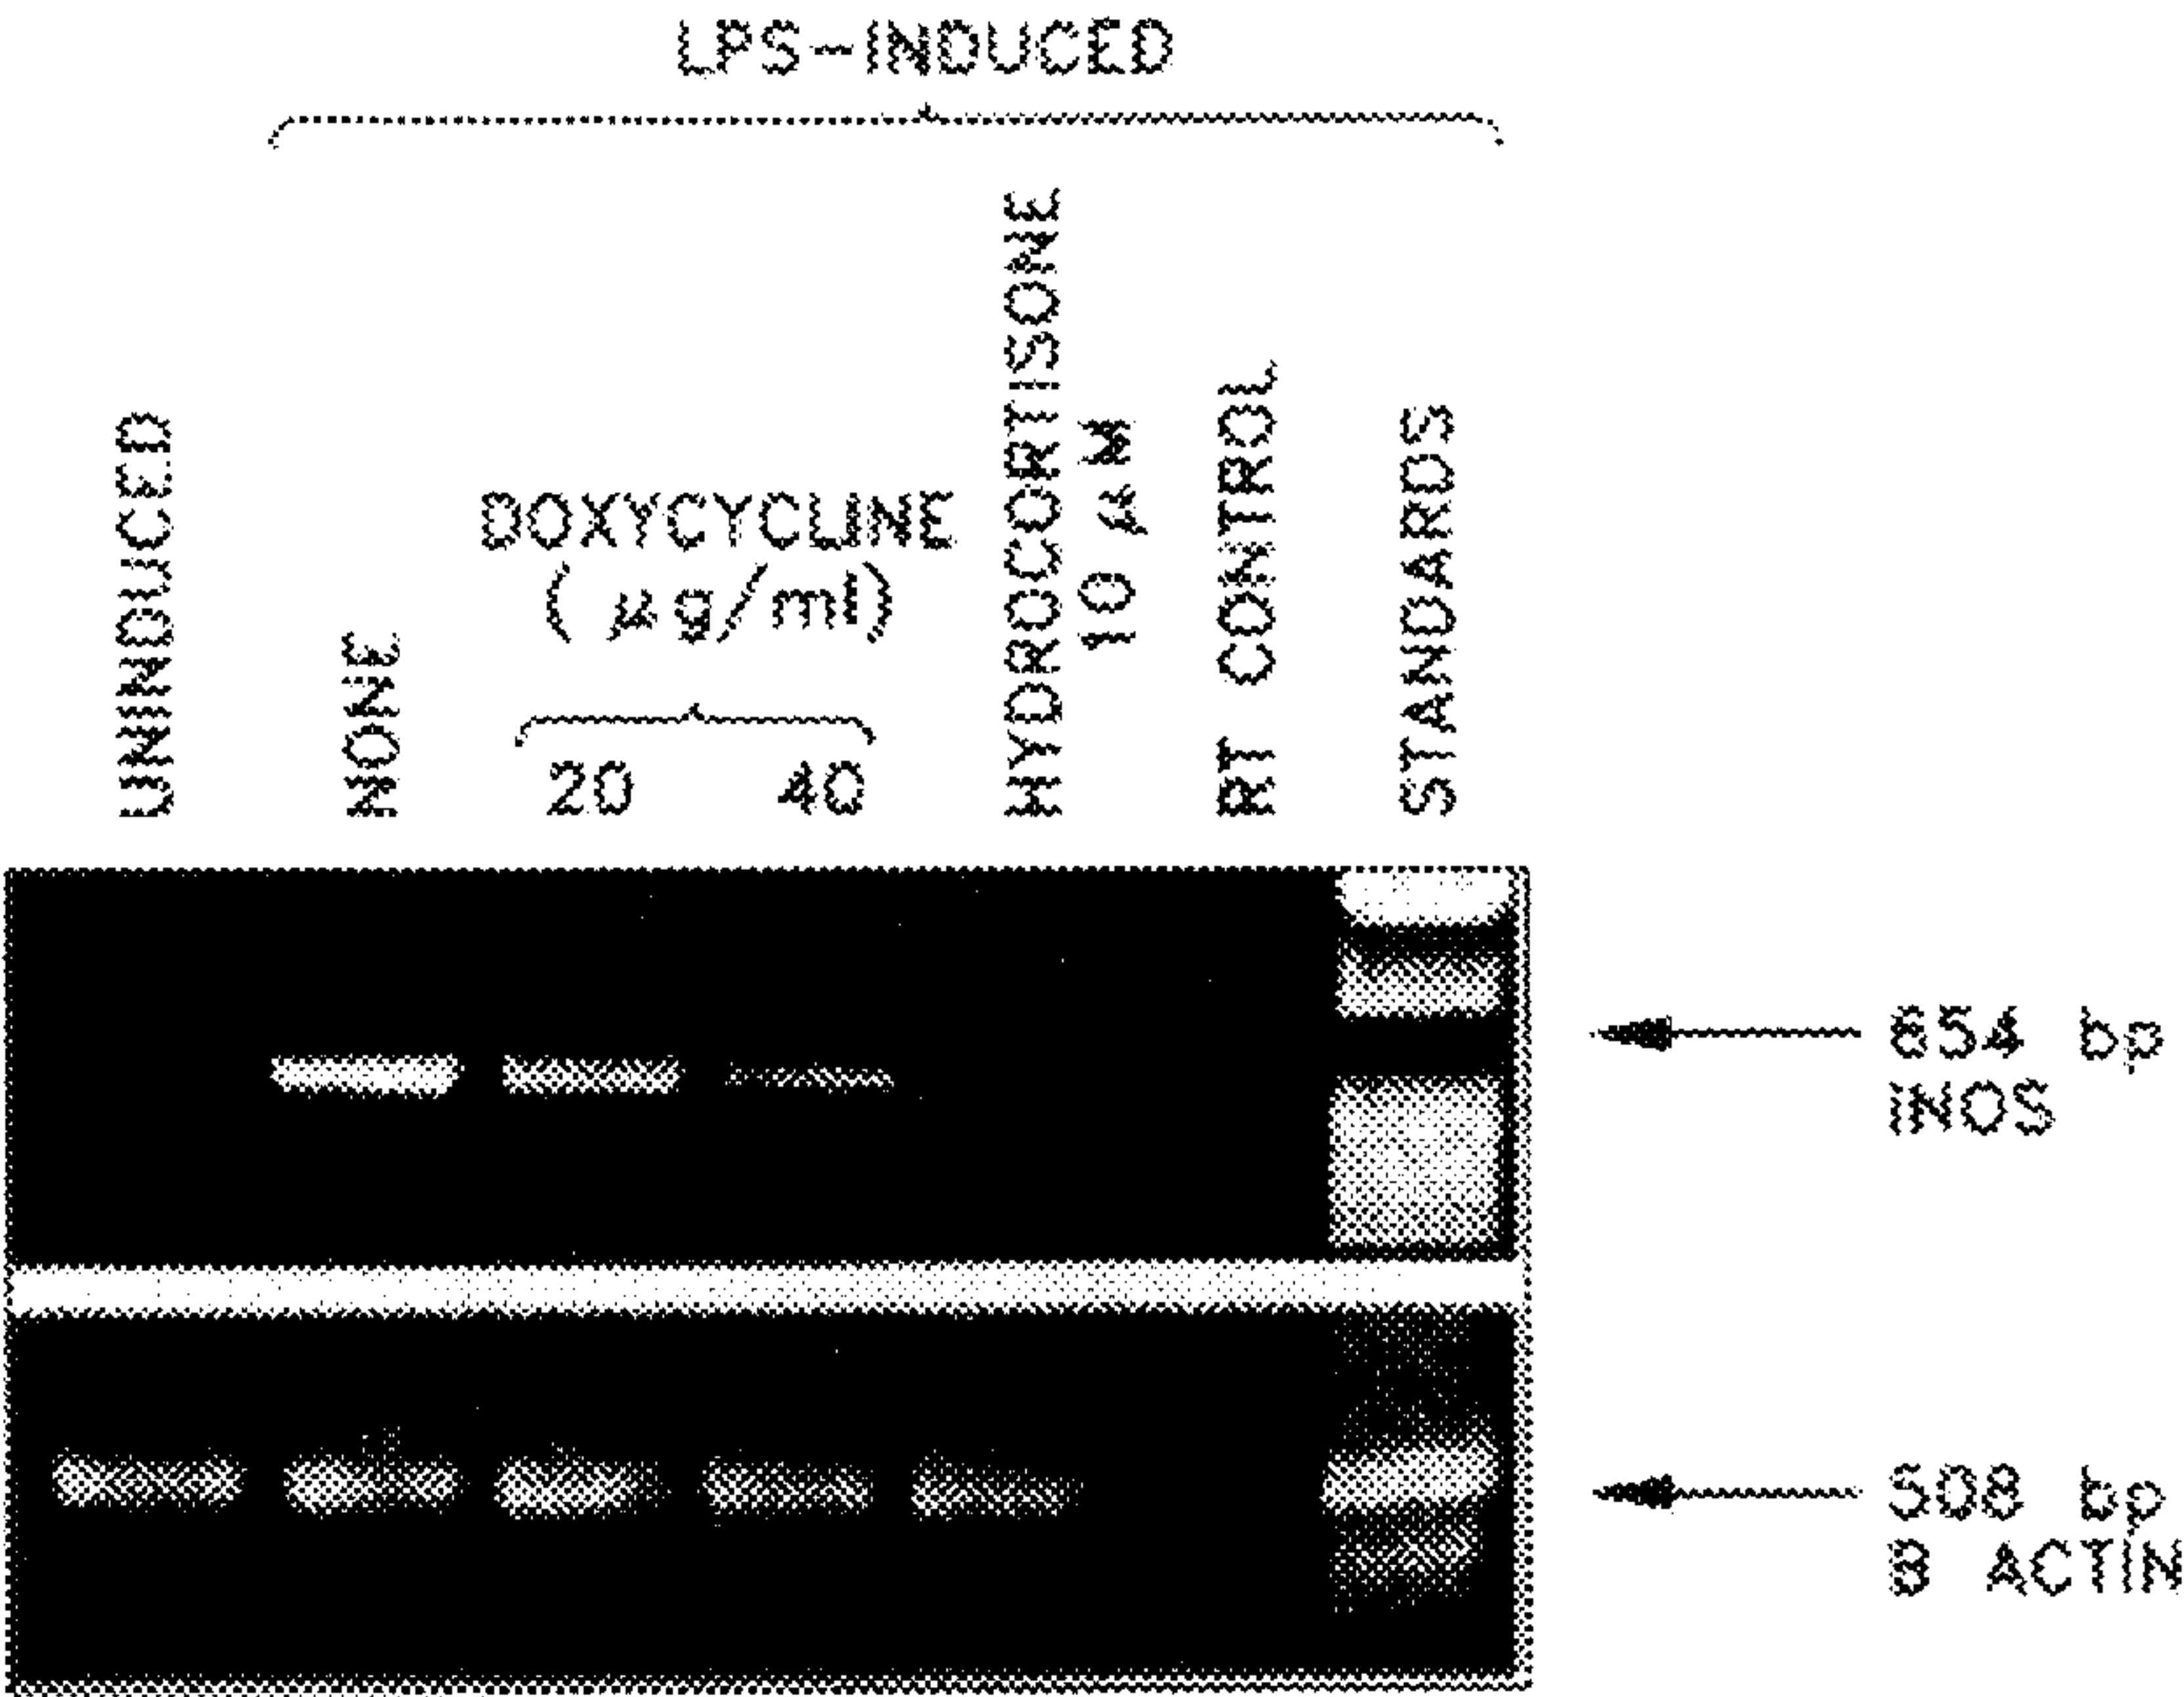 LPS-INDUCED
UNINDUCED
NONE
DOXYCYCLINE
( µg/ml)
20 40
HYDROCORTISONE
10 µM
RT CONTROL
STANDARDS
854 bp
iNOS
508 bp
B ACTIN